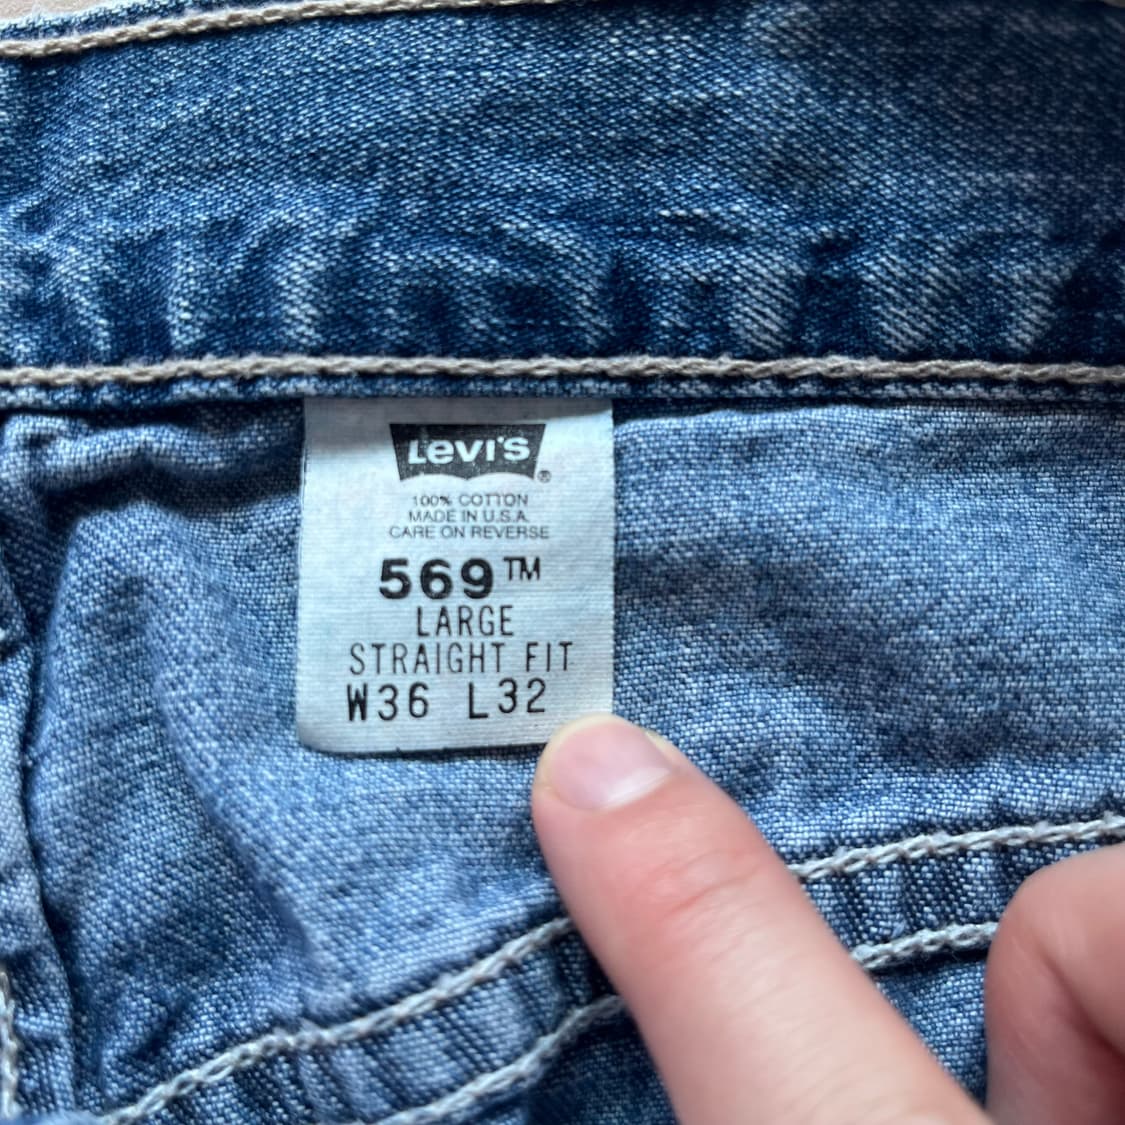 LEVI'S®
100% COTTON
MADE IN U.S.A.
CARE ON REVERSE
569™
LARGE
STRAIGHT FIT
W36 L32